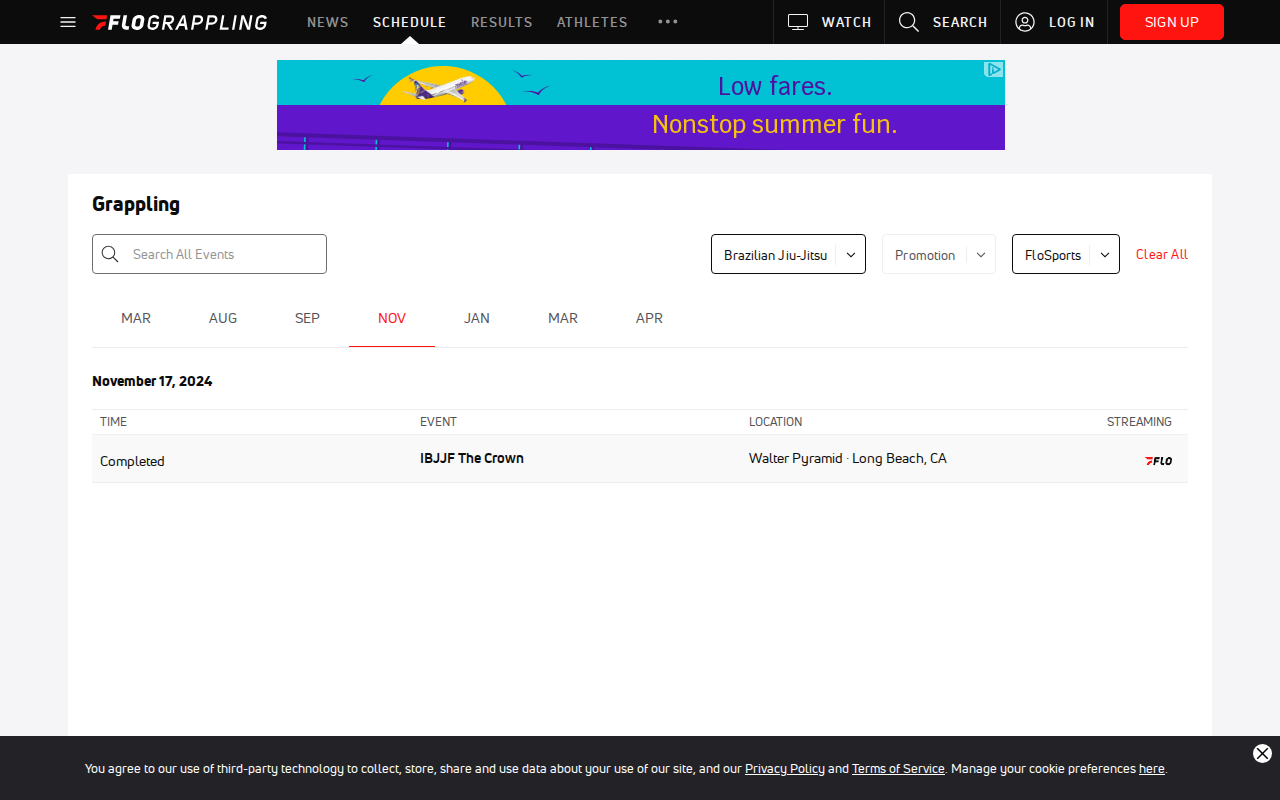 FLOGRAPPLING NEWS SCHEDULE RESULTS ATHLETES ••• WATCH SEARCH LOG IN SIGN UP
Low fares.
Nonstop summer fun.
Grappling
Search All Events Brazilian Jiu-Jitsu Promotion FloSports Clear All
MAR AUG SEP NOV JAN MAR APR
November 17, 2024
TIME EVENT LOCATION STREAMING
Completed IBJJF The Crown Walter Pyramid · Long Beach, CA FLO
You agree to our use of third-party technology to collect, store, share and use data about your use of our site, and our Privacy Policy and Terms of Service. Manage your cookie preferences here.